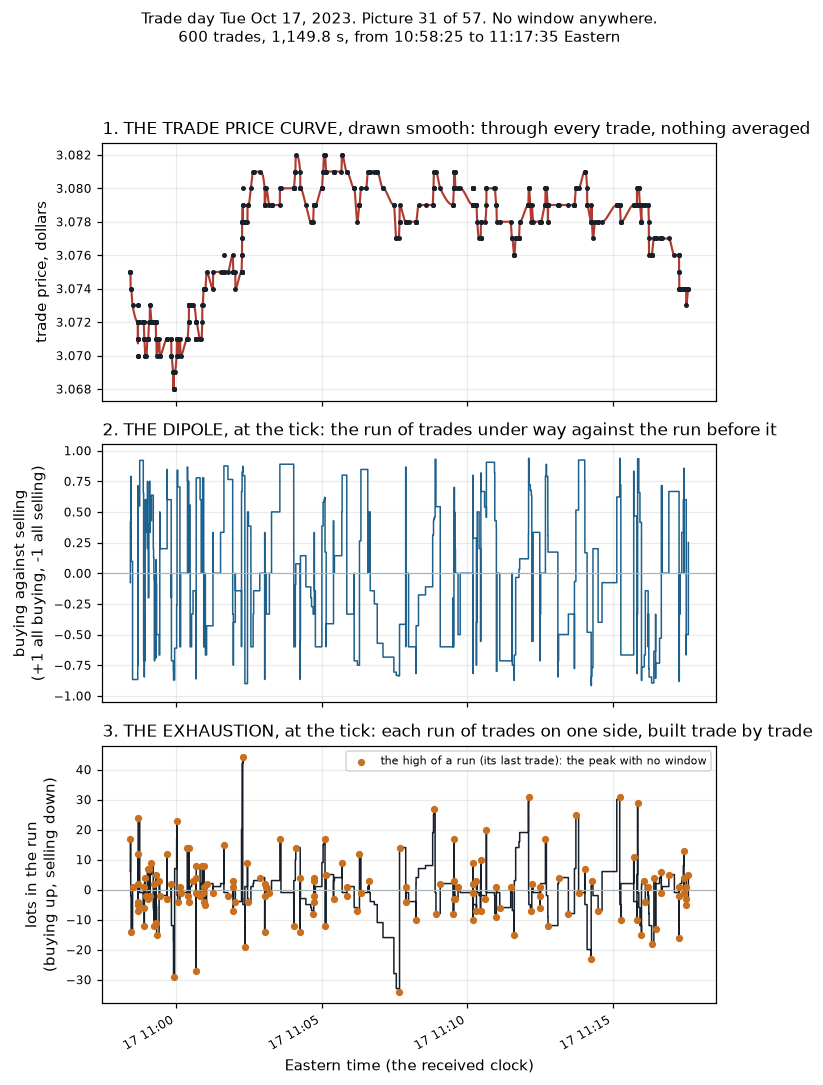 Trade day Tue Oct 17, 2023. Picture 31 of 57. No window anywhere.
600 trades, 1,149.8 s, from 10:58:25 to 11:17:35 Eastern
1. THE TRADE PRICE CURVE, drawn smooth: through every trade, nothing averaged
trade price, dollars
3.082
3.080
3.078
3.076
3.074
3.072
3.070
3.068
2. THE DIPOLE, at the tick: the run of trades under way against the run before it
buying against selling
(+1 all buying, -1 all selling)
1.00
0.75
0.50
0.25
0.00
−0.25
−0.50
−0.75
−1.00
3. THE EXHAUSTION, at the tick: each run of trades on one side, built trade by trade
the high of a run (its last trade): the peak with no window
lots in the run
(buying up, selling down)
40
30
20
10
0
−10
−20
−30
17 11:00
17 11:05
17 11:10
17 11:15
Eastern time (the received clock)